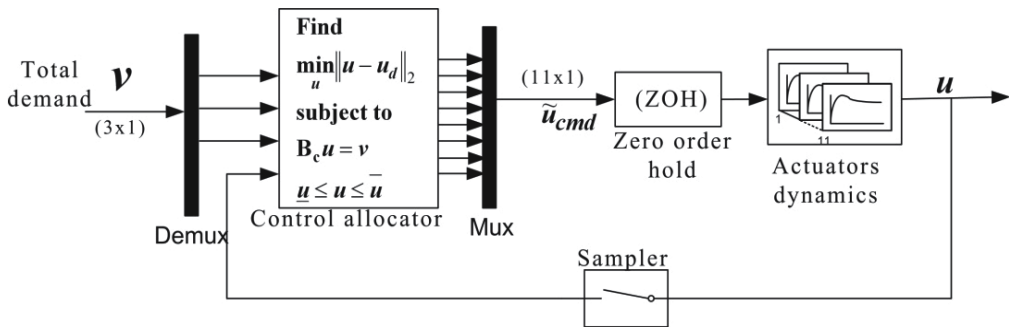 Total
demand
v
(3x1)
Demux
Find
min‖u − u_d‖₂
u
subject to
B_c u = v
u̲ ≤ u ≤ u̅
Control allocator
Mux
(11x1)
ũ_cmd
(ZOH)
Zero order
hold
1
11
Actuators
dynamics
u
Sampler